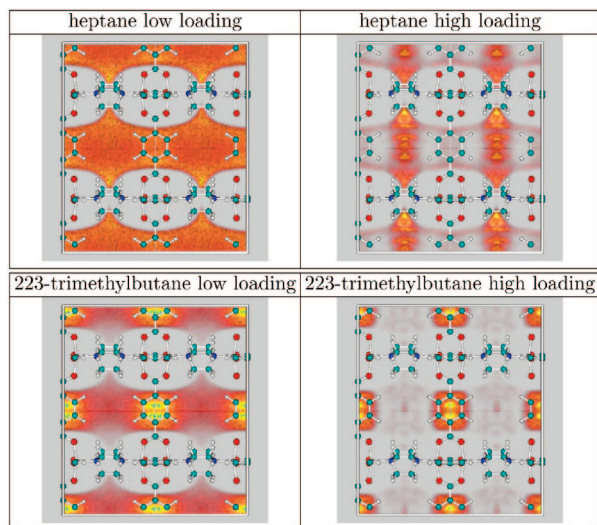 heptane low loading
heptane high loading
223-trimethylbutane low loading
223-trimethylbutane high loading